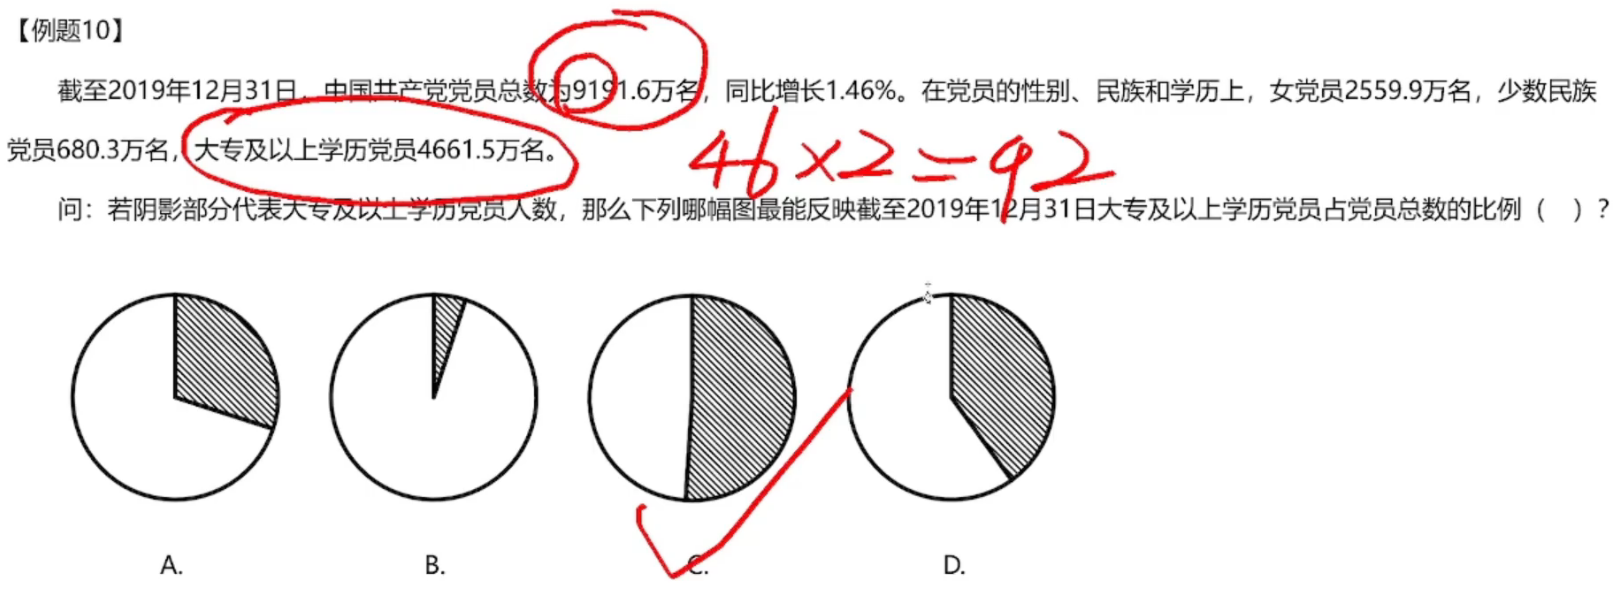 【例题10】
截至2019年12月31日，中国共产党党员总数为9191.6万名，同比增长1.46%。在党员的性别、民族和学历上，女党员2559.9万名，少数民族
党员680.3万名，大专及以上学历党员4661.5万名。
46×2=92
问：若阴影部分代表大专及以上学历党员人数，那么下列哪幅图最能反映截至2019年12月31日大专及以上学历党员占党员总数的比例（ ）？
A. B. C. D.